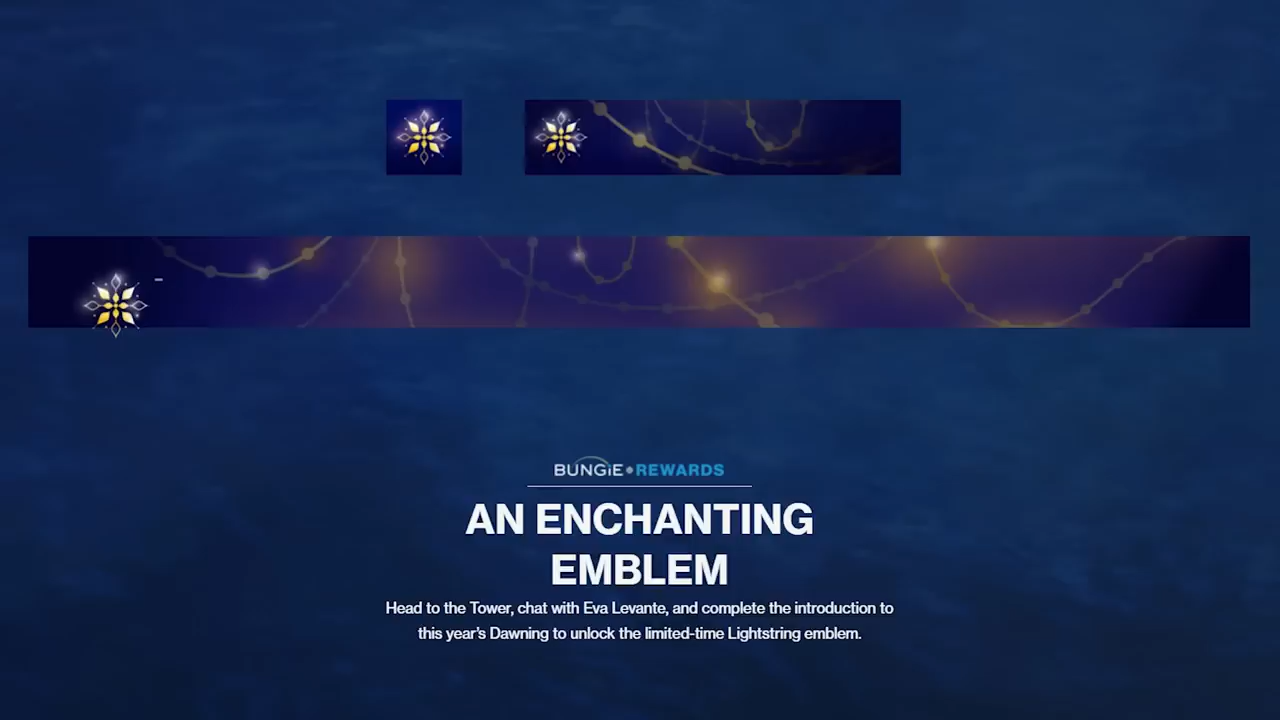 BUNGiE•REWARDS
AN ENCHANTING
EMBLEM
Head to the Tower, chat with Eva Levante, and complete the introduction to
this year's Dawning to unlock the limited-time Lightstring emblem.